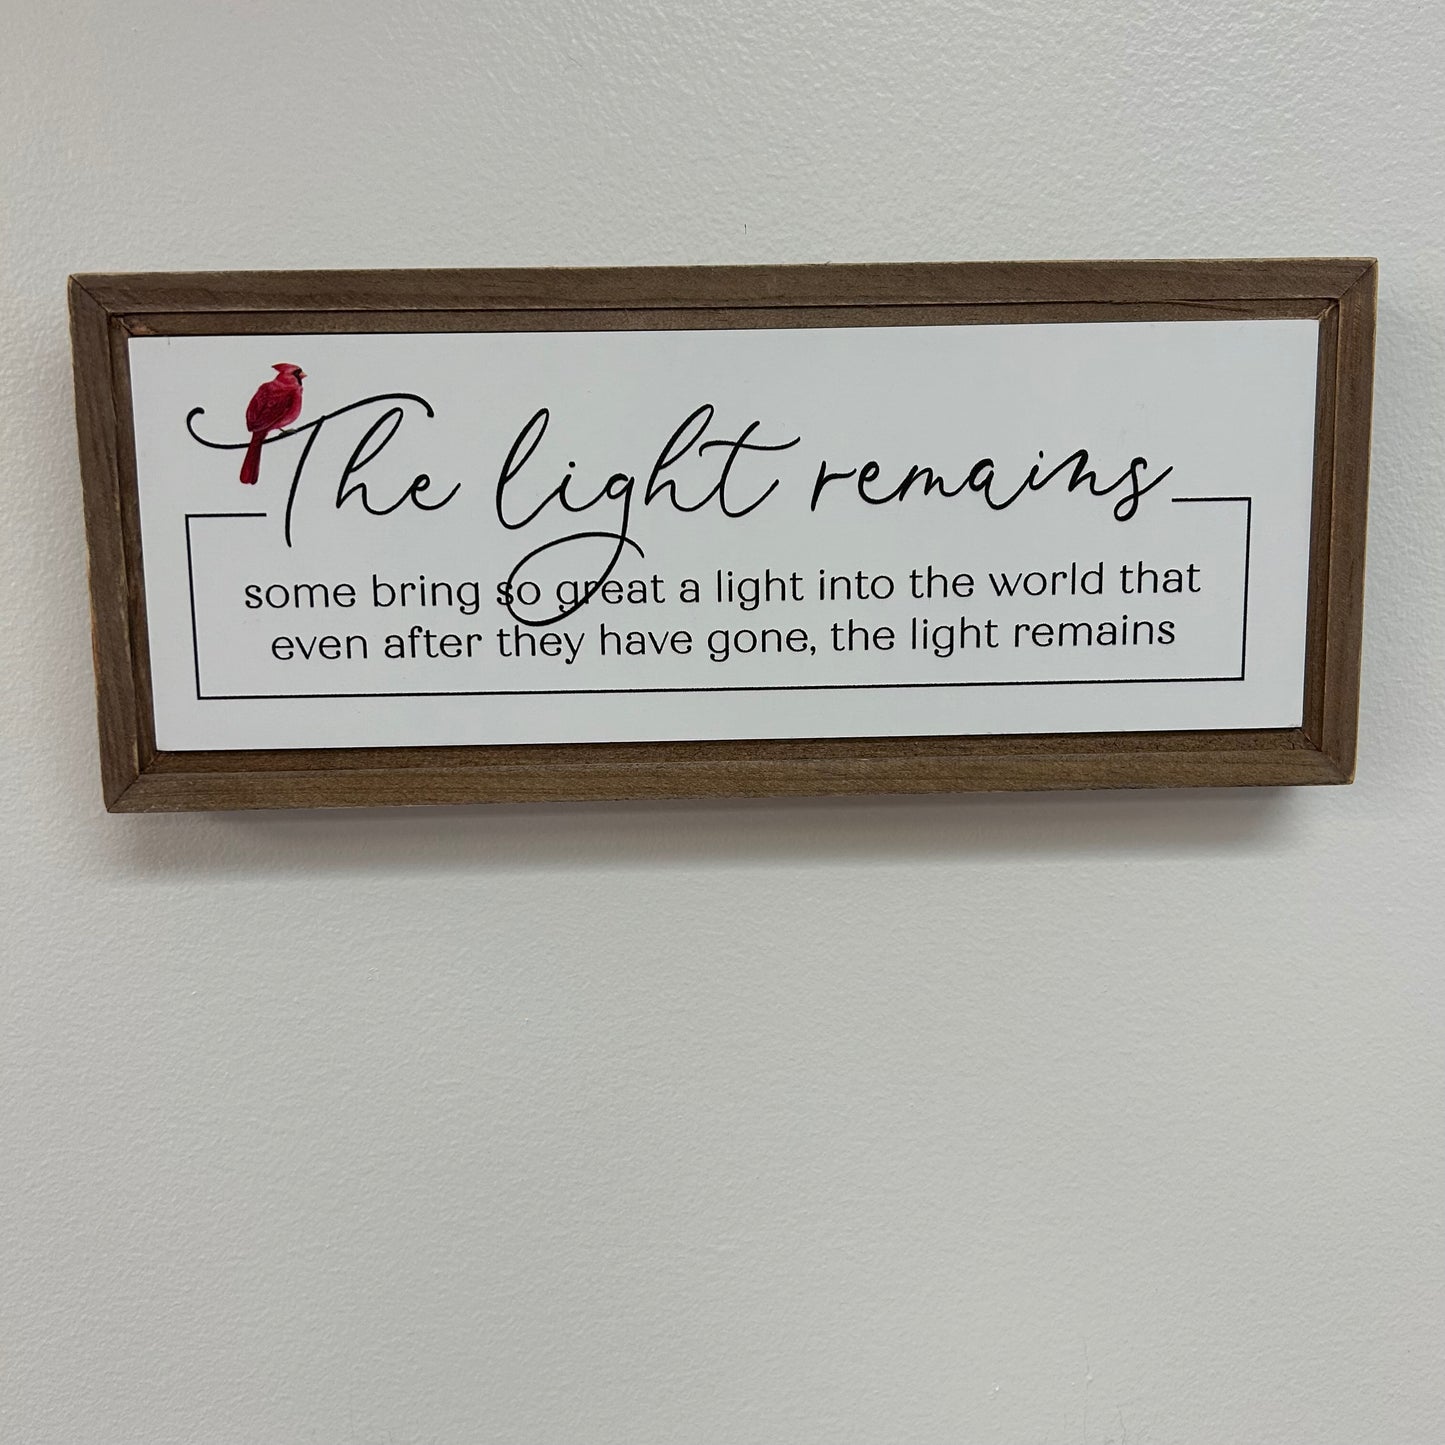 The light remains
some bring so great a light into the world that
even after they have gone, the light remains